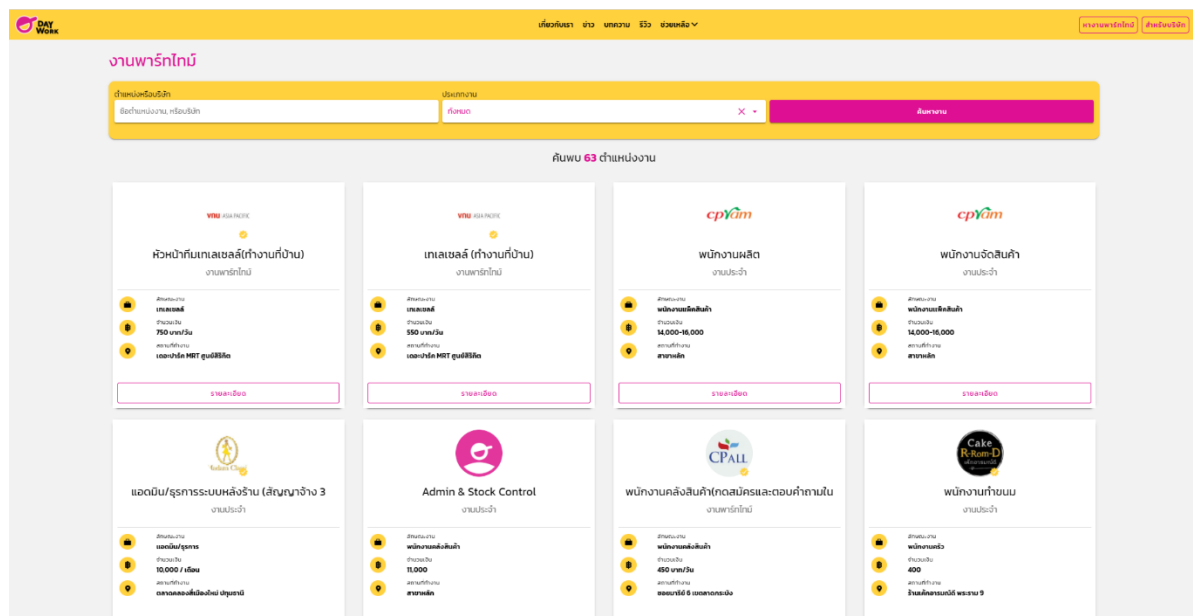 DAY WORK
เกี่ยวกับเรา ข่าว บทความ รีวิว ช่วยเหลือ
หางานพาร์ทไทม์ สำหรับบริษัท
งานพาร์ทไทม์
ตำแหน่งหรือบริษัท ประเภทงาน
ชื่อตำแหน่งงาน, หรือบริษัท ทั้งหมด ค้นหางาน
ค้นพบ 63 ตำแหน่งงาน
VNU ASIA PACIFIC
หัวหน้าทีมเทเลเซลล์(ทำงานที่บ้าน)
งานพาร์ทไทม์
ลักษณะงาน
เทเลเซลล์
จำนวนเงิน
750 บาท/วัน
สถานที่ทำงาน
เดอะปาร์ค MRT ศูนย์สิริกิต
รายละเอียด
VNU ASIA PACIFIC
เทเลเซลล์ (ทำงานที่บ้าน)
งานพาร์ทไทม์
ลักษณะงาน
เทเลเซลล์
จำนวนเงิน
550 บาท/วัน
สถานที่ทำงาน
เดอะปาร์ค MRT ศูนย์สิริกิต
รายละเอียด
cpram
พนักงานผลิต
งานประจำ
ลักษณะงาน
พนักงานแพ็คสินค้า
จำนวนเงิน
14,000-16,000
สถานที่ทำงาน
สาขาหลัก
รายละเอียด
cpram
พนักงานจัดสินค้า
งานประจำ
ลักษณะงาน
พนักงานแพ็คสินค้า
จำนวนเงิน
14,000-16,000
สถานที่ทำงาน
สาขาหลัก
รายละเอียด
แอดมิน/ธุรการระบบหลังร้าน (สัญญาจ้าง 3
งานประจำ
ลักษณะงาน
แอดมิน/ธุรการ
จำนวนเงิน
10,000 / เดือน
สถานที่ทำงาน
ตลาดคลองสี่เมืองใหม่ ปทุมธานี
Admin & Stock Control
งานประจำ
ลักษณะงาน
พนักงานคลังสินค้า
จำนวนเงิน
11,000
สถานที่ทำงาน
สาขาหลัก
CPALL
พนักงานคลังสินค้า(กดสมัครและตอบคำถามใน
งานพาร์ทไทม์
ลักษณะงาน
พนักงานคลังสินค้า
จำนวนเงิน
450 บาท/วัน
สถานที่ทำงาน
ซอยมารีย์ 6 เขตลาดกระบัง
Cake
R-Rom-D
พนักงานทำขนม
งานประจำ
ลักษณะงาน
พนักงานครัว
จำนวนเงิน
400
สถานที่ทำงาน
ร้านเค้กอารมณ์ดี พระราม 9